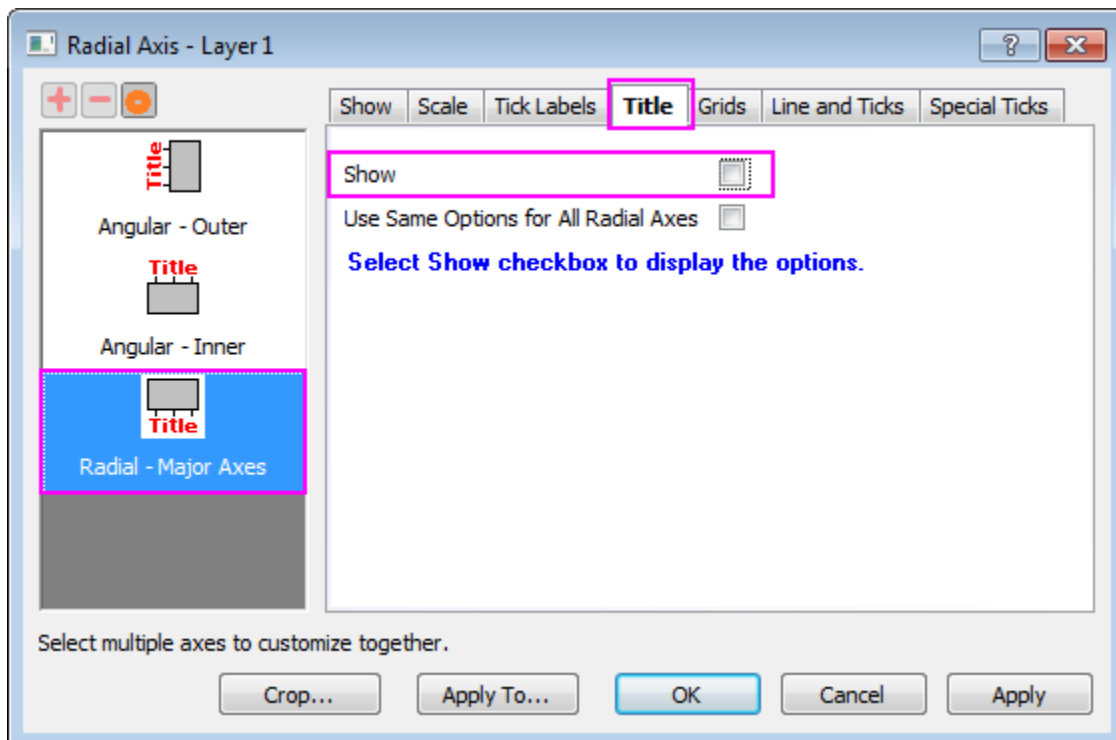 Radial Axis - Layer 1
Show Scale Tick Labels Title Grids Line and Ticks Special Ticks
Title
Angular - Outer
Title
Angular - Inner
Title
Radial - Major Axes
Show
Use Same Options for All Radial Axes
Select Show checkbox to display the options.
Select multiple axes to customize together.
Crop... Apply To... OK Cancel Apply